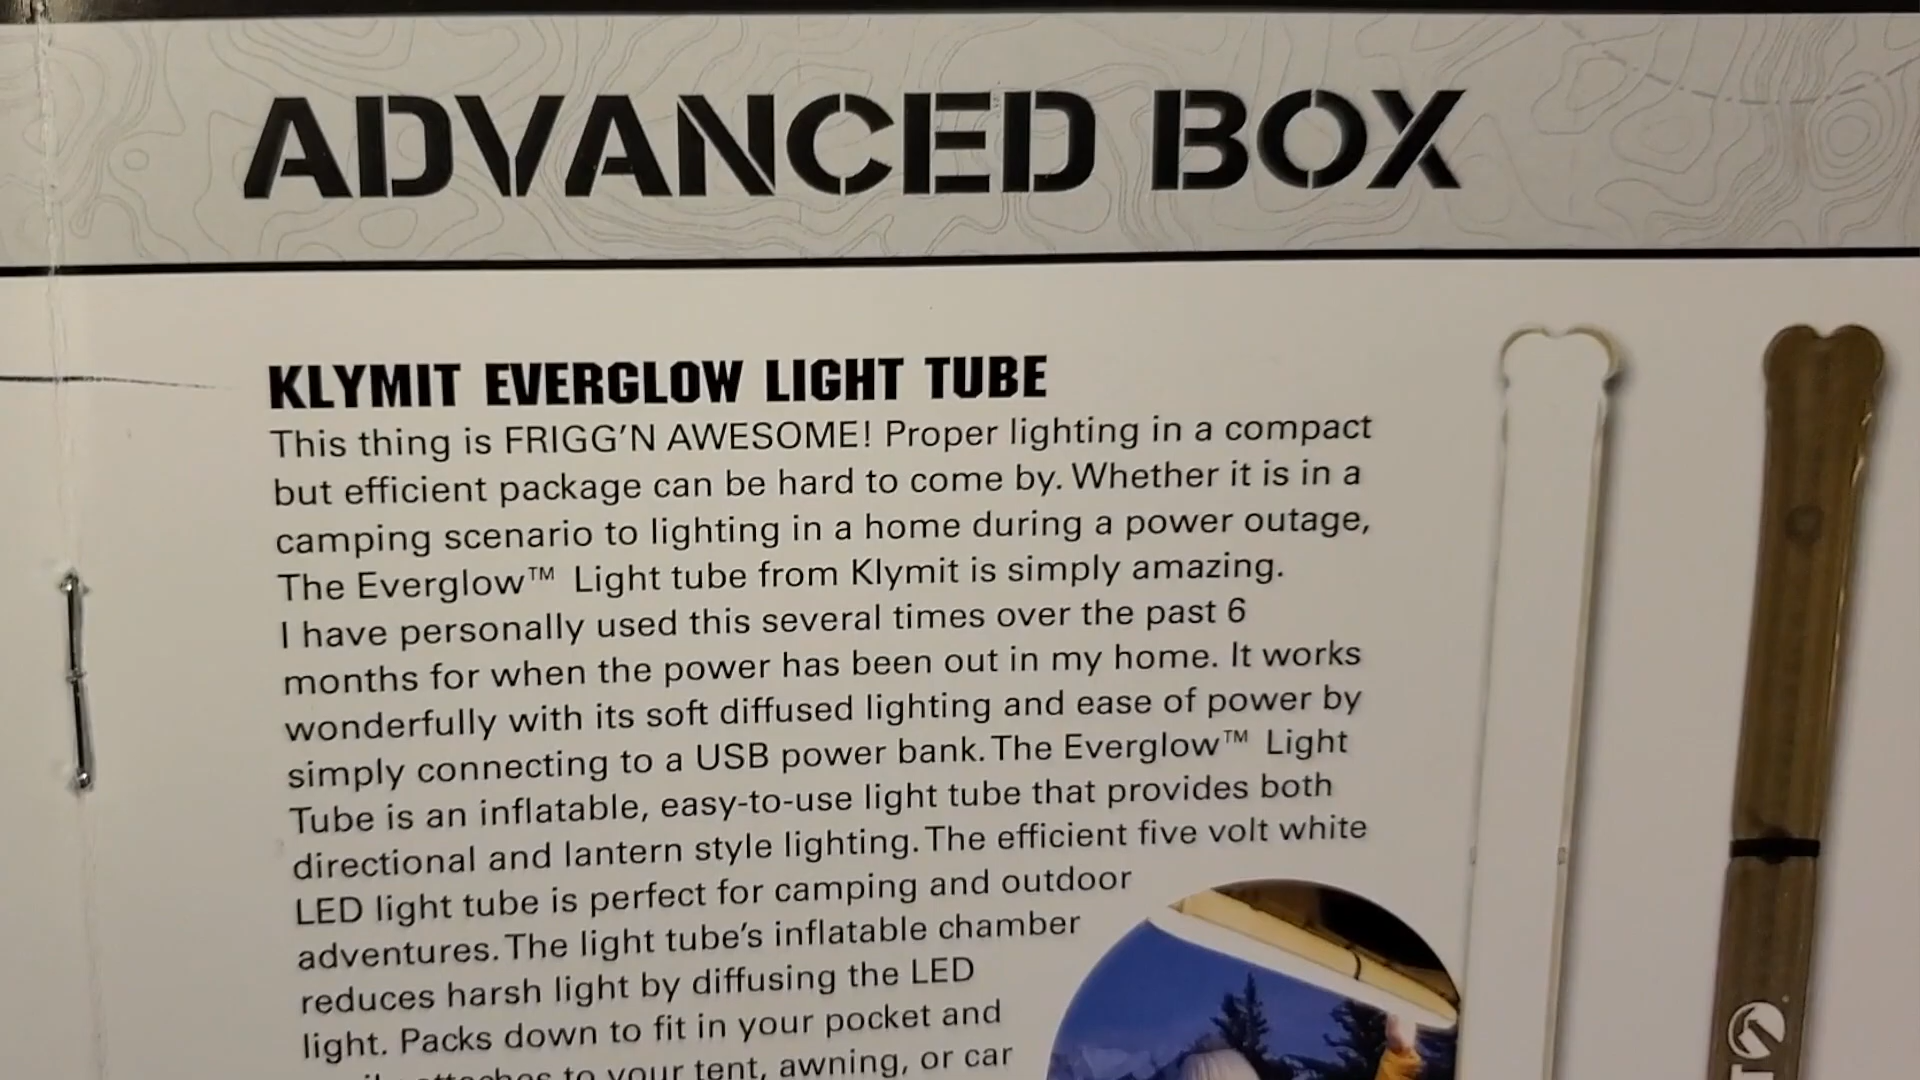 ADVANCED BOX
KLYMIT EVERGLOW LIGHT TUBE
This thing is FRIGG'N AWESOME! Proper lighting in a compact
but efficient package can be hard to come by. Whether it is in a
camping scenario to lighting in a home during a power outage,
The Everglow™ Light tube from Klymit is simply amazing.
I have personally used this several times over the past 6
months for when the power has been out in my home. It works
wonderfully with its soft diffused lighting and ease of power by
simply connecting to a USB power bank. The Everglow™ Light
Tube is an inflatable, easy-to-use light tube that provides both
directional and lantern style lighting. The efficient five volt white
LED light tube is perfect for camping and outdoor
adventures. The light tube's inflatable chamber
reduces harsh light by diffusing the LED
light. Packs down to fit in your pocket and
to your tent, awning, or car